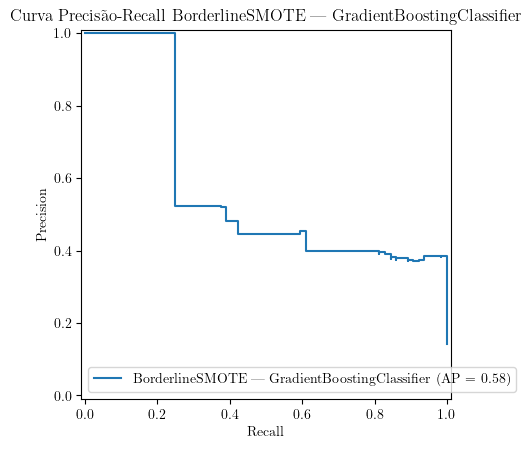 Curva Precisão-Recall BorderlineSMOTE — GradientBoostingClassifier
1.0
0.8
0.6
0.4
0.2
0.0
Precision
BorderlineSMOTE — GradientBoostingClassifier (AP = 0.58)
0.0 0.2 0.4 0.6 0.8 1.0
Recall